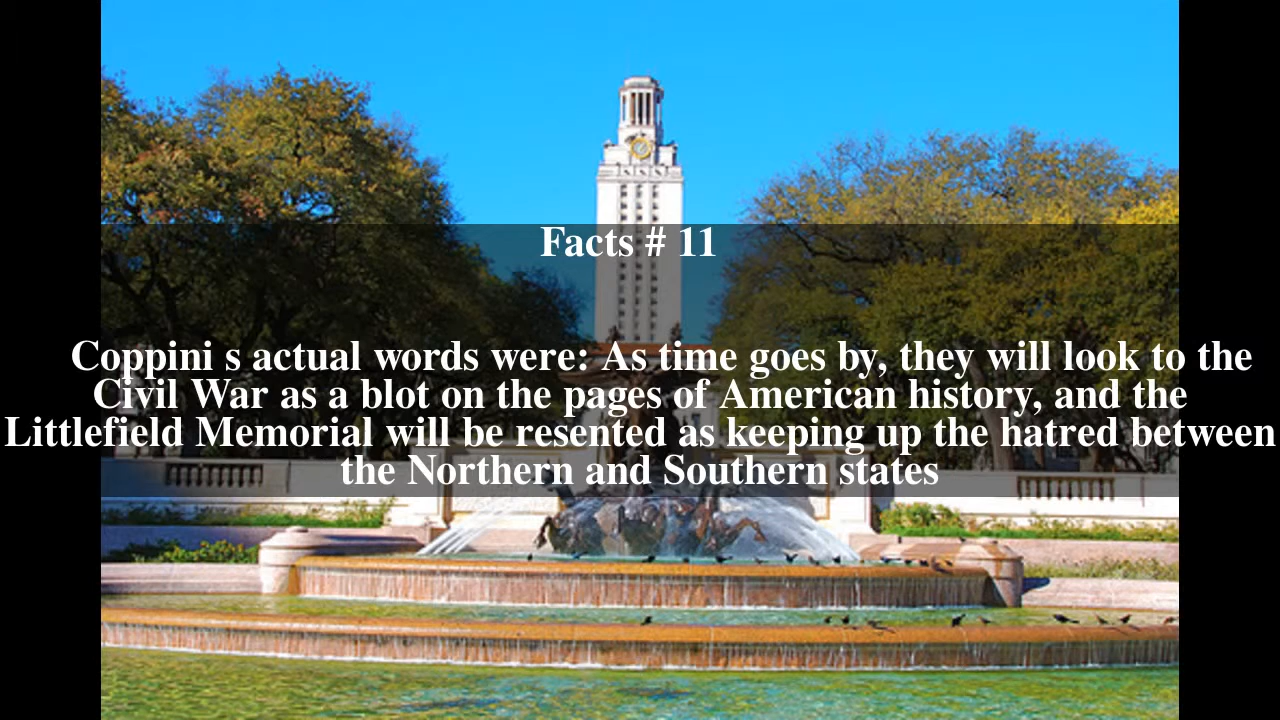 Facts # 11
Coppini s actual words were: As time goes by, they will look to the
Civil War as a blot on the pages of American history, and the
Littlefield Memorial will be resented as keeping up the hatred between
the Northern and Southern states